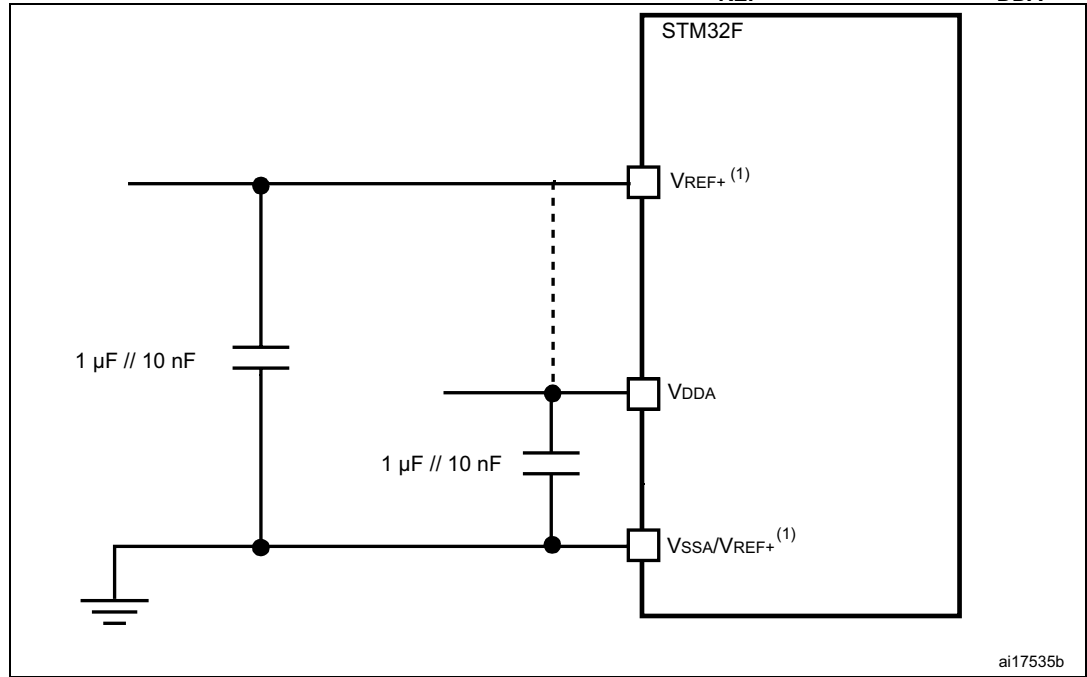 STM32F
VREF+ (1)
1 µF // 10 nF
VDDA
1 µF // 10 nF
VSSA/VREF+ (1)
ai17535b